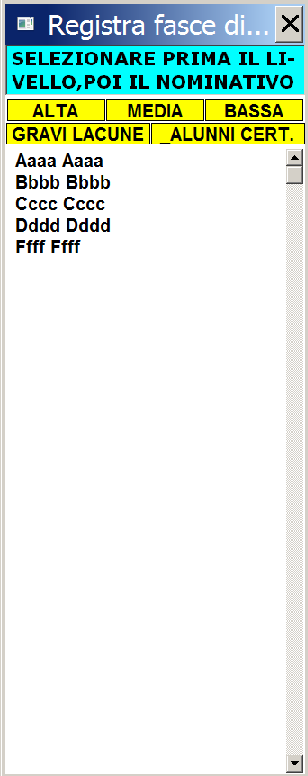 Registra fasce di...
SELEZIONARE PRIMA IL LI-
VELLO,POI IL NOMINATIVO
ALTA MEDIA BASSA
GRAVI LACUNE _ALUNNI CERT.
Aaaa Aaaa
Bbbb Bbbb
Cccc Cccc
Dddd Dddd
Ffff Ffff